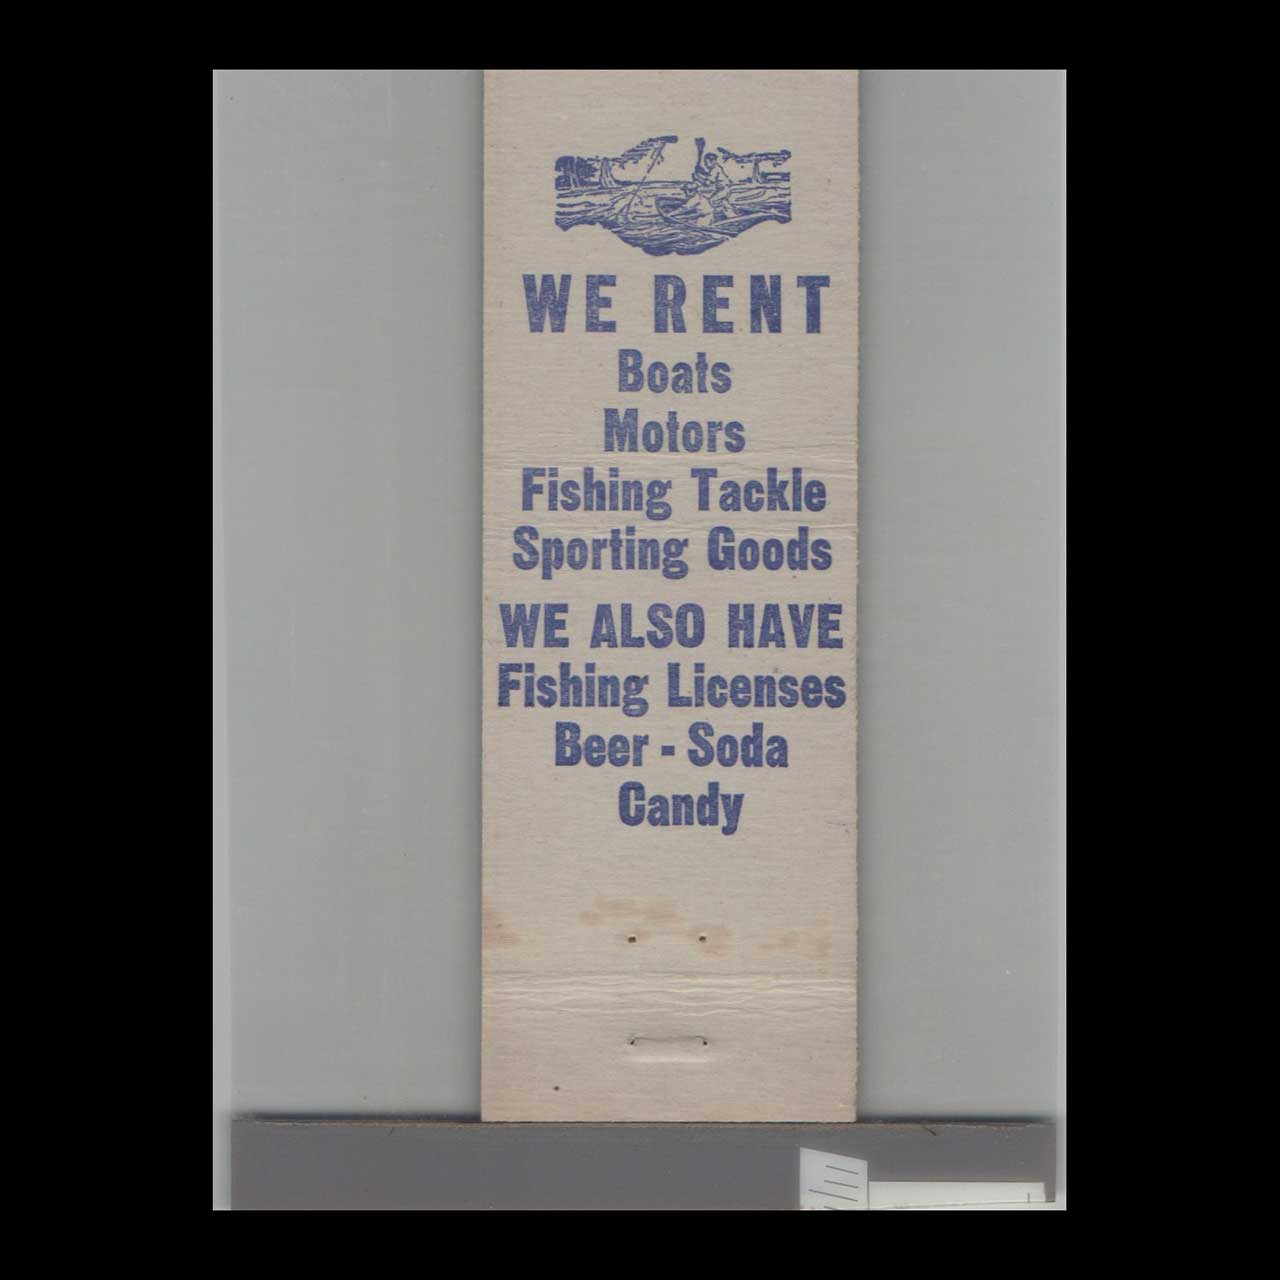 WE RENT
Boats
Motors
Fishing Tackle
Sporting Goods
WE ALSO HAVE
Fishing Licenses
Beer - Soda
Candy